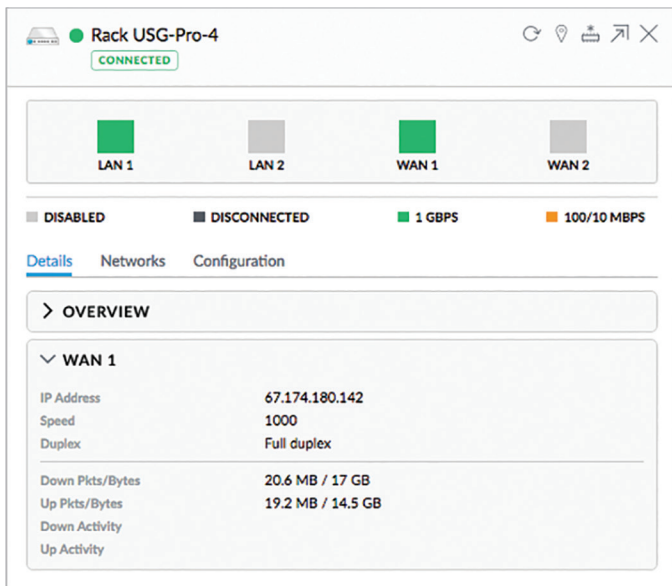 Rack USG-Pro-4
CONNECTED
LAN 1 LAN 2 WAN 1 WAN 2
DISABLED DISCONNECTED 1 GBPS 100/10 MBPS
Details Networks Configuration
OVERVIEW
WAN 1
IP Address 67.174.180.142
Speed 1000
Duplex Full duplex
Down Pkts/Bytes 20.6 MB / 17 GB
Up Pkts/Bytes 19.2 MB / 14.5 GB
Down Activity
Up Activity